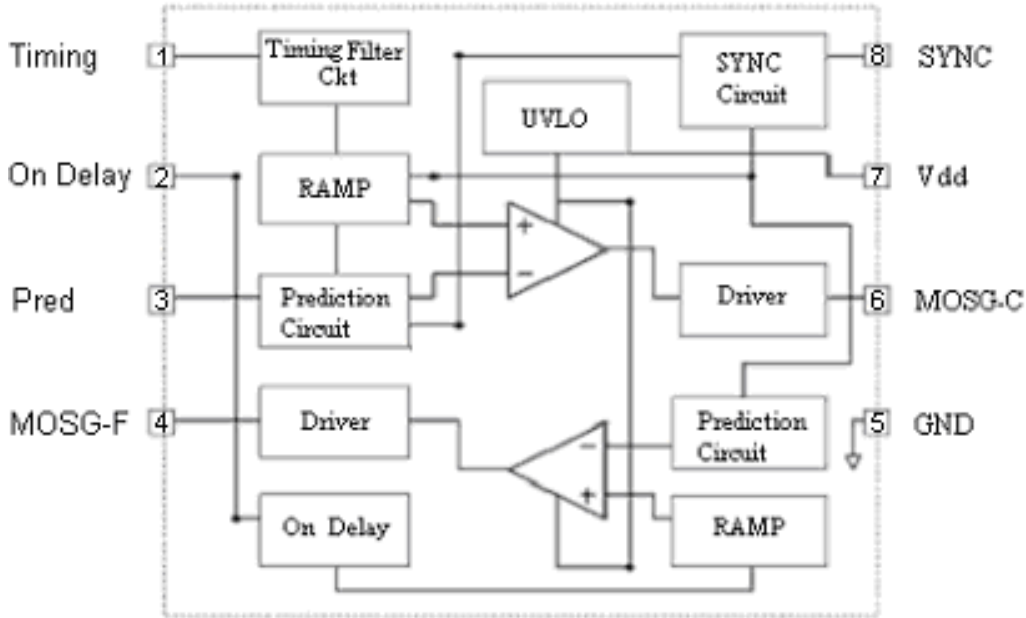 Timing 1 Timing Filter Ckt SYNC Circuit 8 SYNC
UVLO
On Delay 2 RAMP 7 Vdd
+
−
Pred 3 Prediction Circuit Driver 6 MOSG-C
MOSG-F 4 Driver Prediction Circuit 5 GND
−
+
On Delay RAMP